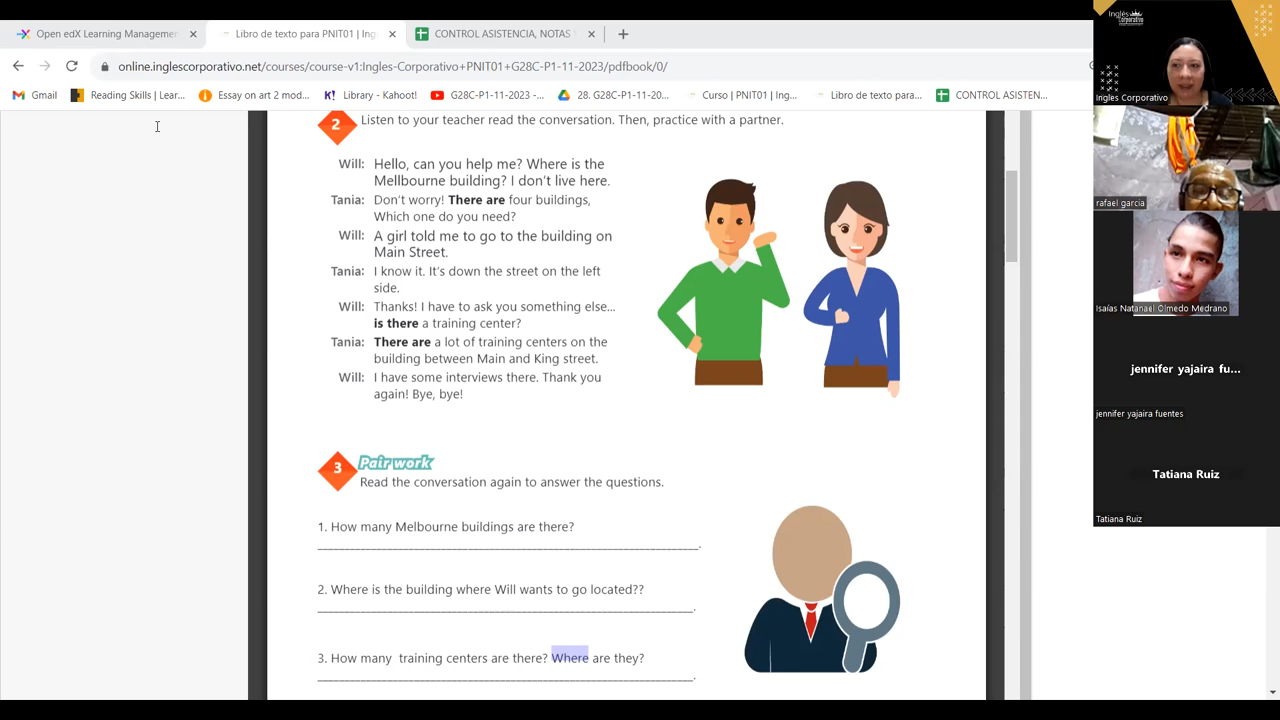 Open edX Learning Managemen
Libro de texto para PNIT01 | Ing
CONTROL ASISTENCIA, NOTAS
online.inglescorporativo.net/courses/course-v1:Ingles-Corporativo+PNIT01+G28C-P1-11-2023/pdfbook/0/
Gmail
Reading Skills | Lear...
Essay on art 2 mod...
Library - Kahoot!
G28C-P1-11-2023 -...
28. G28C-P1-11-20...
Curso | PNIT01 | Ing...
Libro de texto para...
CONTROL ASISTEN...
2
Listen to your teacher read the conversation. Then, practice with a partner.
Will: Hello, can you help me? Where is the
Mellbourne building? I don't live here.
Tania: Don't worry! There are four buildings,
Which one do you need?
Will: A girl told me to go to the building on
Main Street.
Tania: I know it. It's down the street on the left
side.
Will: Thanks! I have to ask you something else...
is there a training center?
Tania: There are a lot of training centers on the
building between Main and King street.
Will: I have some interviews there. Thank you
again! Bye, bye!
3
Pair work
Read the conversation again to answer the questions.
1. How many Melbourne buildings are there?
2. Where is the building where Will wants to go located??
3. How many training centers are there? Where are they?
Inglés
Corporativo
Ingles Corporativo
rafael garcia
Isaías Natanael Olmedo Medrano
jennifer yajaira fu...
jennifer yajaira fuentes
Tatiana Ruiz
Tatiana Ruiz